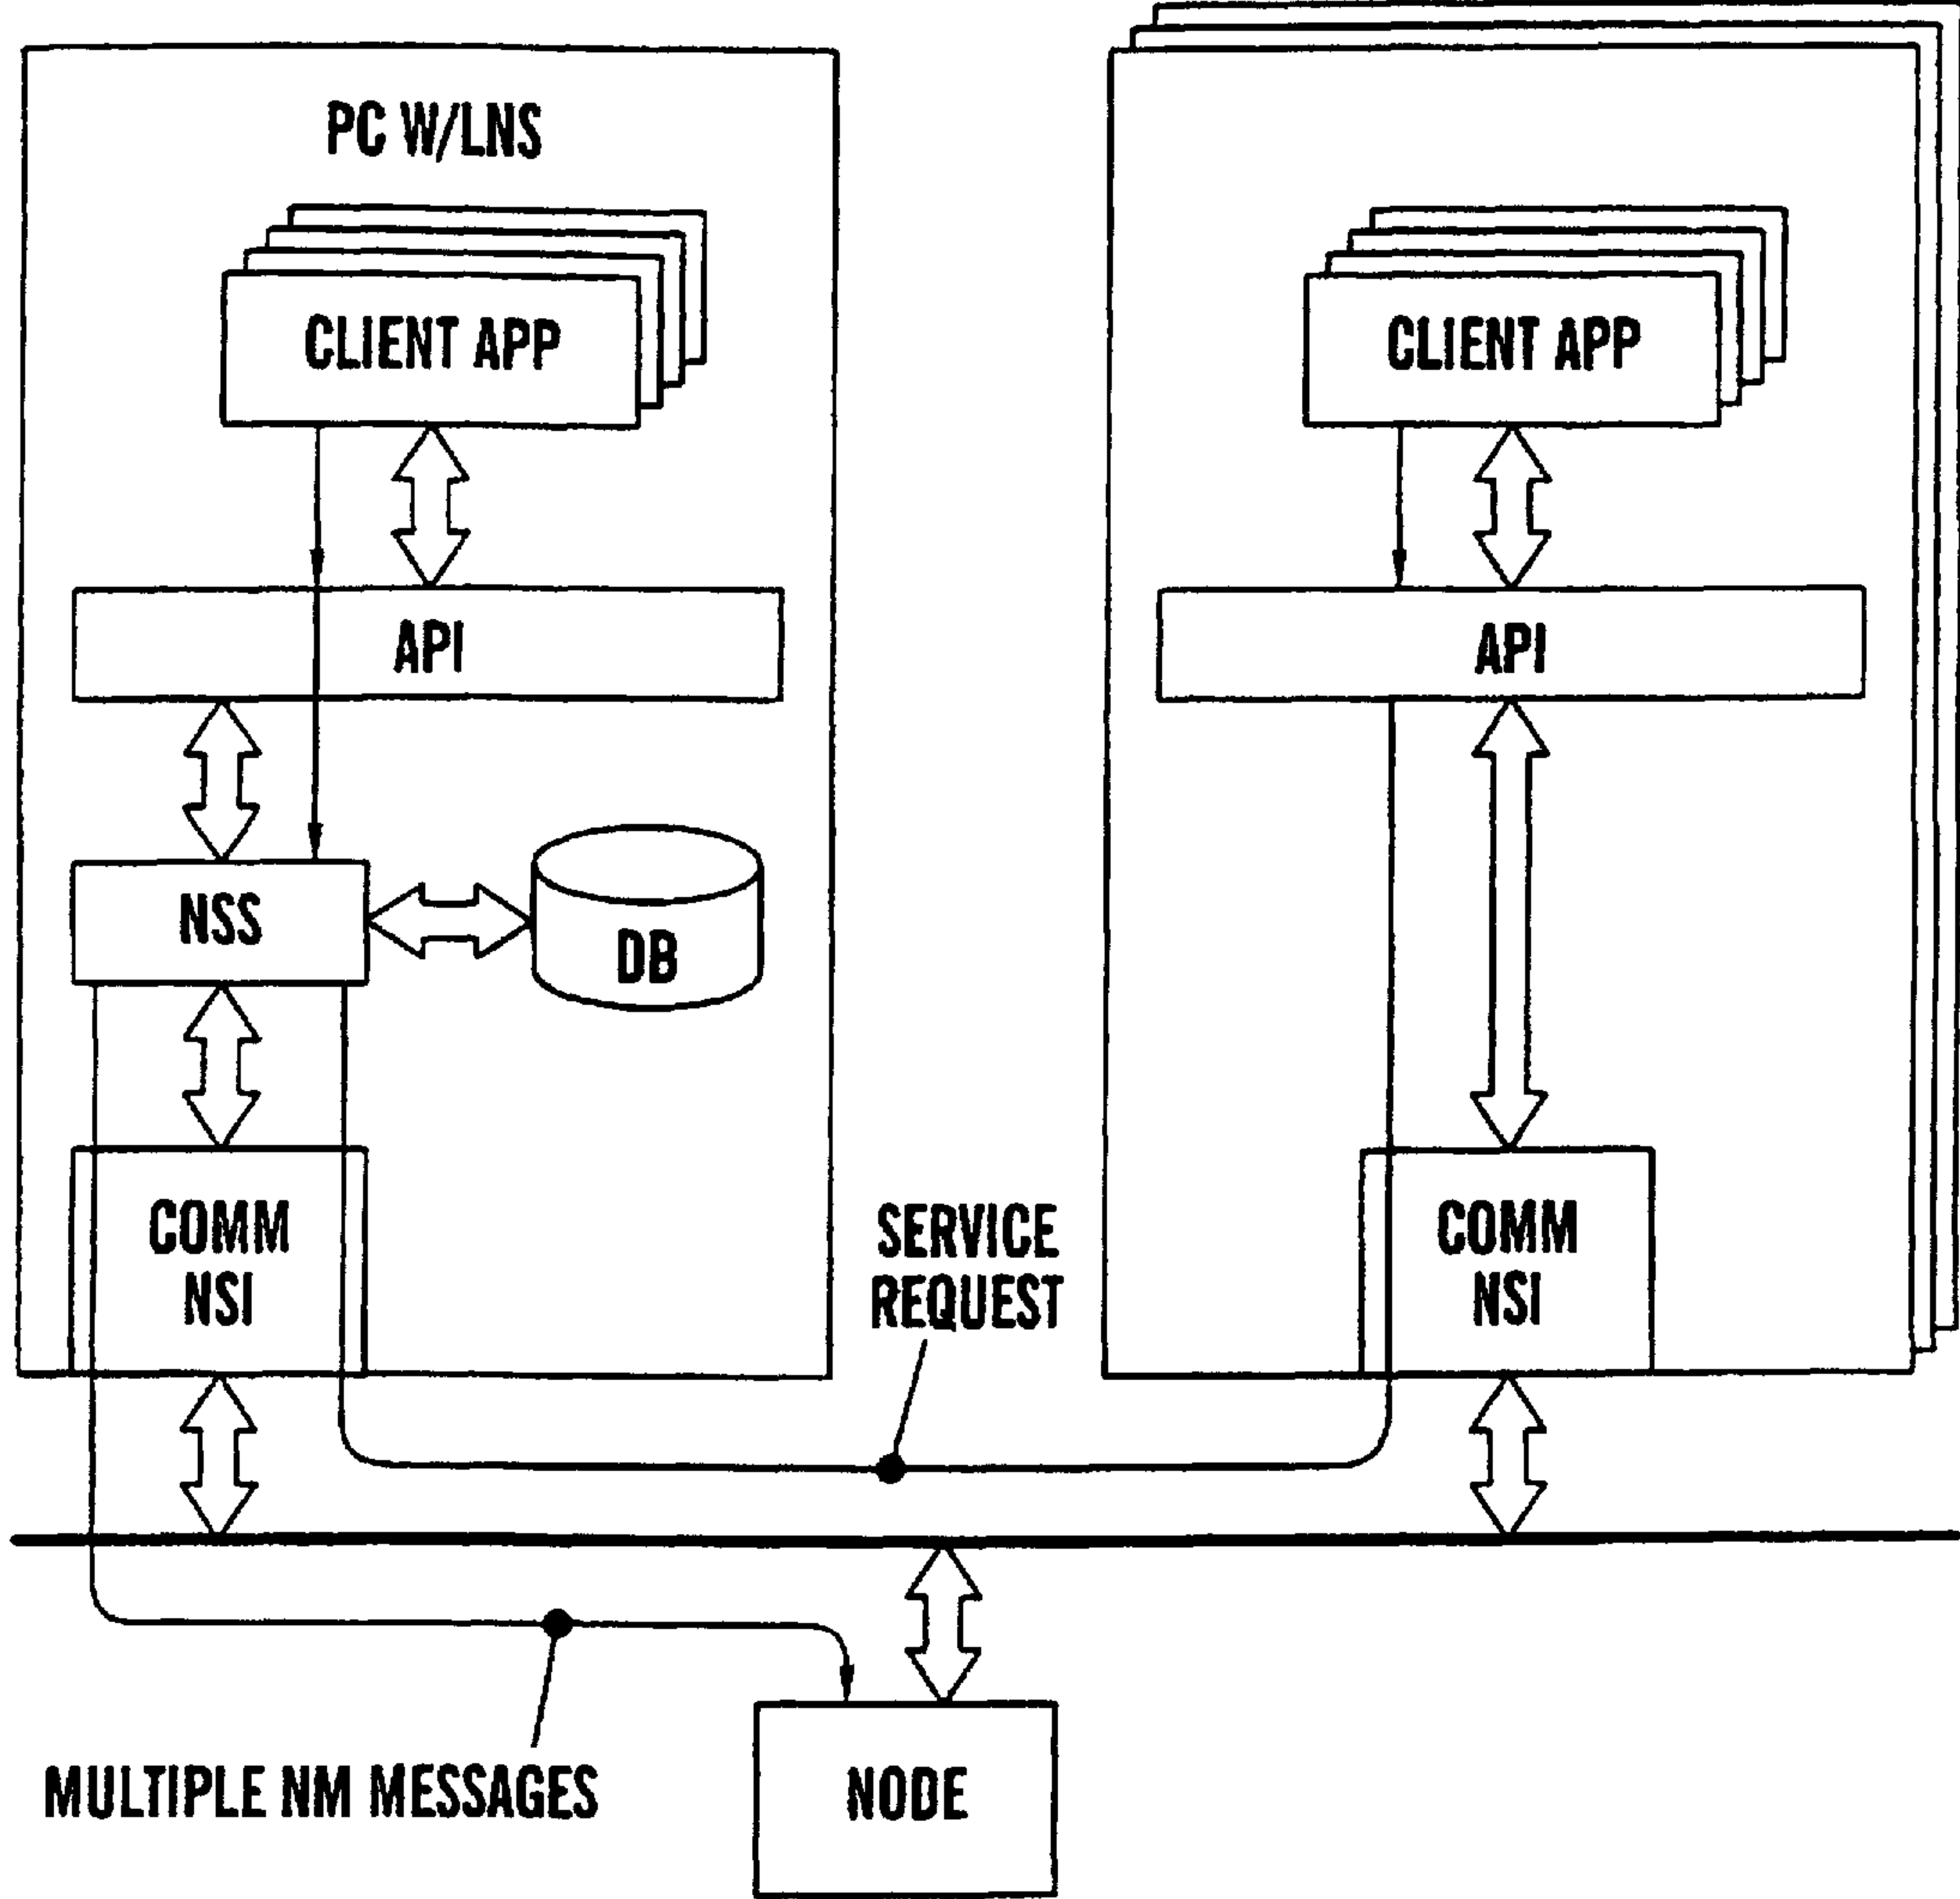 PC W/LNS
CLIENT APP
API
NSS
DB
COMM
NSI
CLIENT APP
API
COMM
NSI
SERVICE
REQUEST
MULTIPLE NM MESSAGES
NODE